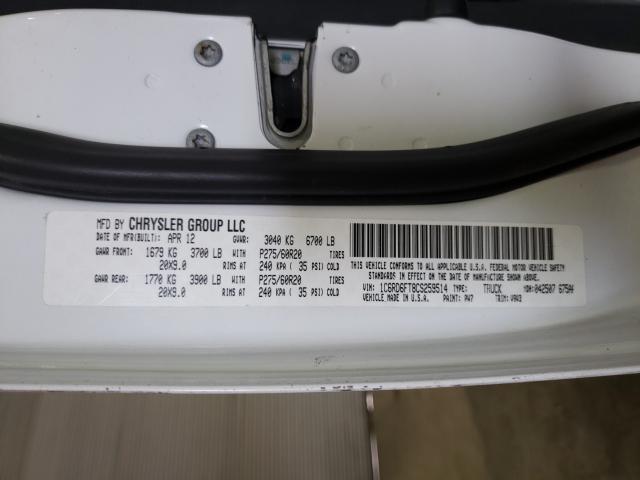 MFD BY CHRYSLER GROUP LLC
DATE OF MFR(BUILT): APR 12 GVWR: 3040 KG 6700 LB
GAWR FRONT: 1679 KG 3700 LB WITH P275/60R20 TIRES
20X9.0 RIMS AT 240 KPA ( 35 PSI) COLD
GAWR REAR: 1770 KG 3900 LB WITH P275/60R20 TIRES
20X9.0 RIMS AT 240 KPA ( 35 PSI) COLD
THIS VEHICLE CONFORMS TO ALL APPLICABLE U.S.A. FEDERAL MOTOR VEHICLE SAFETY
STANDARDS IN EFFECT ON THE DATE OF MANUFACTURE SHOWN ABOVE.
VIN: 1C6RD6FT8CS259514 TYPE: TRUCK MDH: 042507
PAINT: PW7 TRIM: V9X8